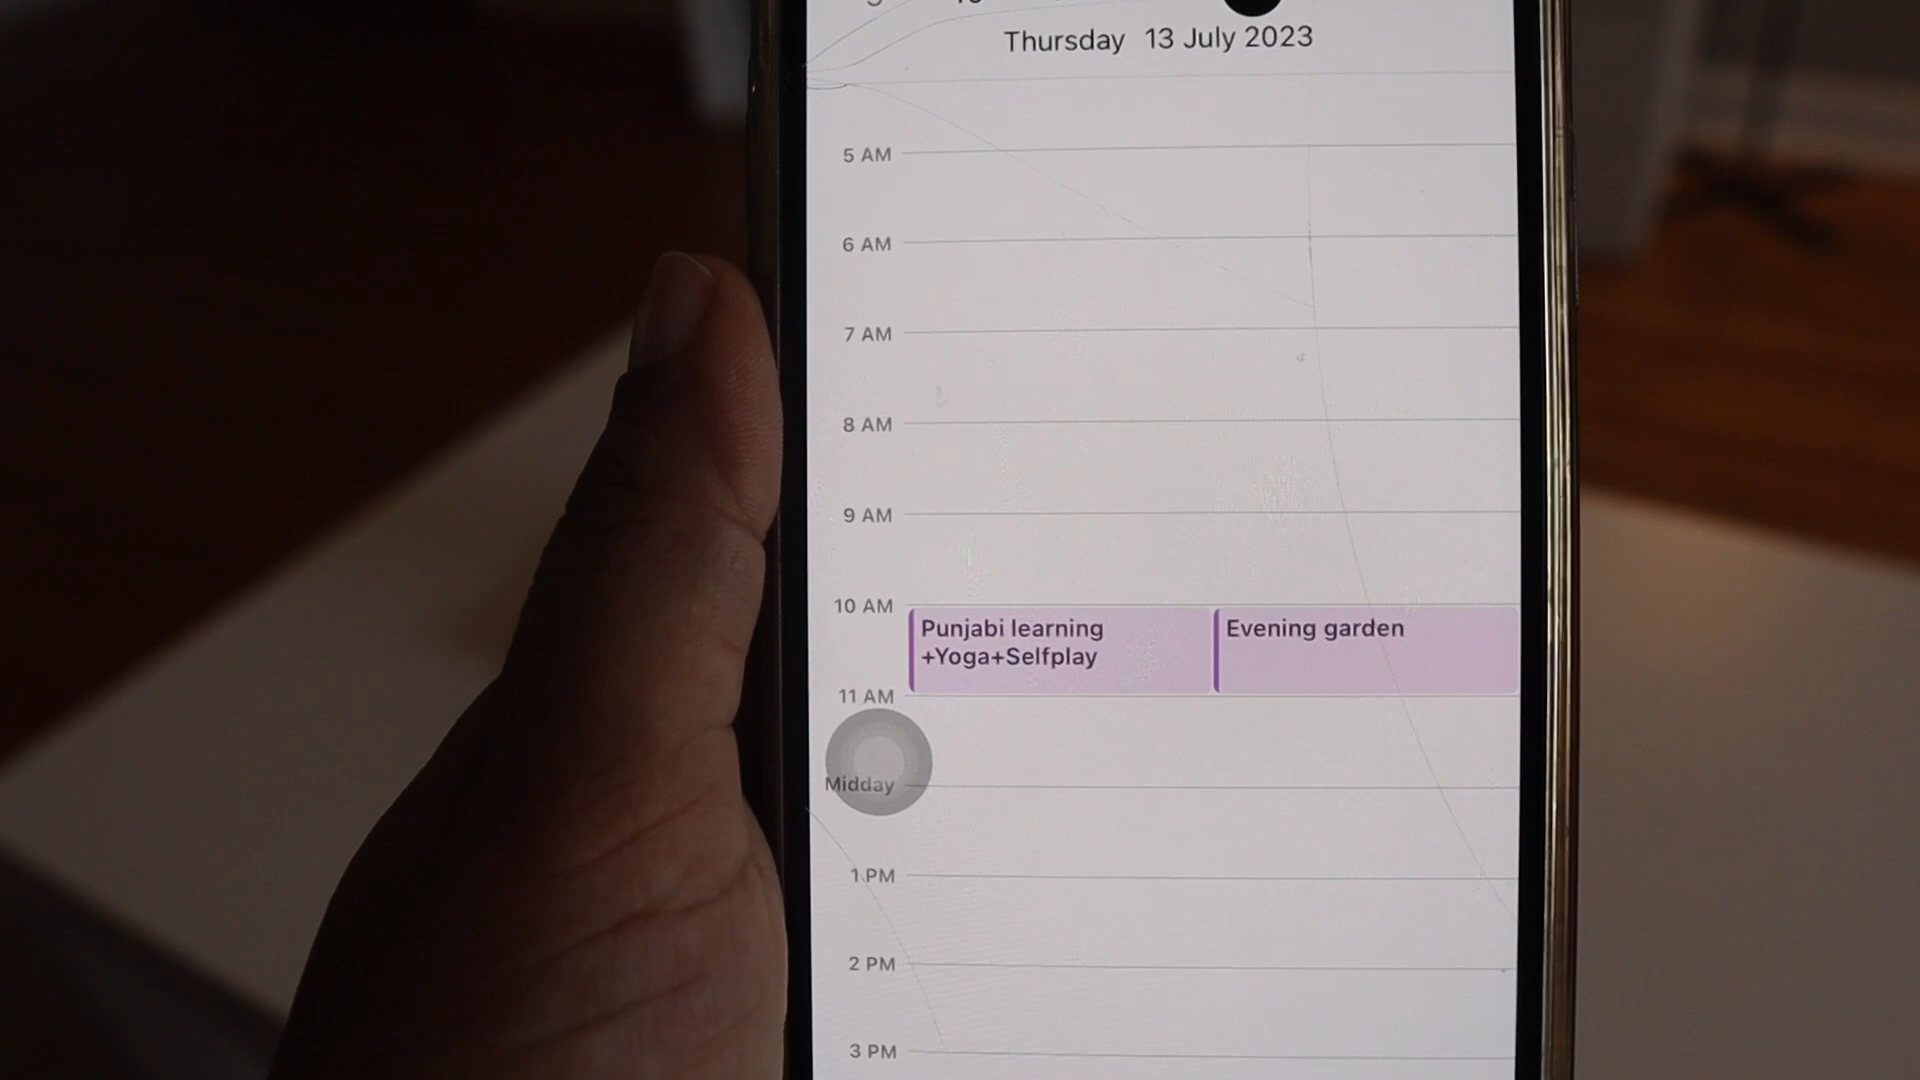 Thursday 13 July 2023
5 AM
6 AM
7 AM
8 AM
9 AM
10 AM
Punjabi learning
+Yoga+Selfplay
Evening garden
11 AM
Midday
1 PM
2 PM
3 PM